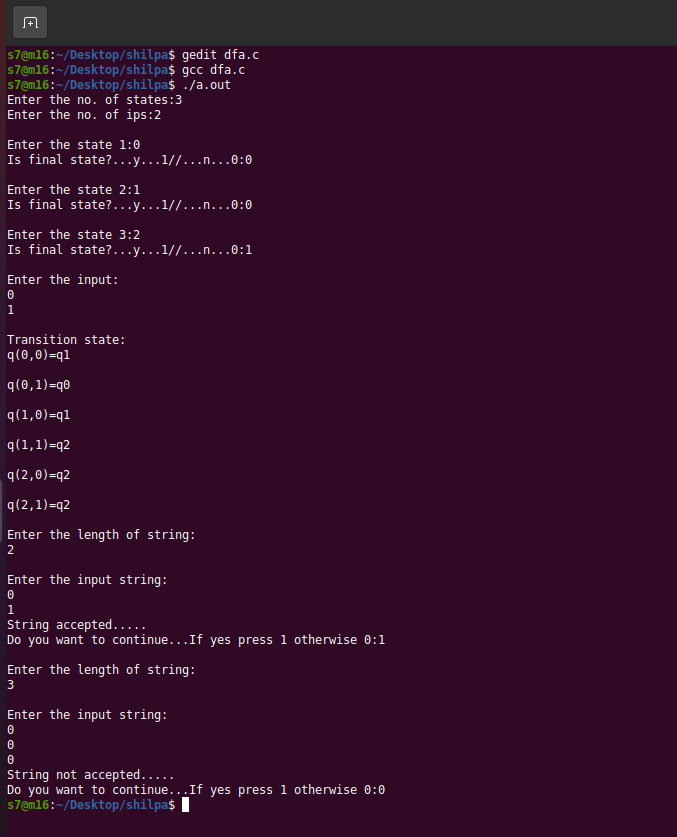 s7@m16:~/Desktop/shilpa$ gedit dfa.c
s7@m16:~/Desktop/shilpa$ gcc dfa.c
s7@m16:~/Desktop/shilpa$ ./a.out
Enter the no. of states:3
Enter the no. of ips:2
Enter the state 1:0
Is final state?...y...1//...n...0:0
Enter the state 2:1
Is final state?...y...1//...n...0:0
Enter the state 3:2
Is final state?...y...1//...n...0:1
Enter the input:
0
1
Transition state:
q(0,0)=q1
q(0,1)=q0
q(1,0)=q1
q(1,1)=q2
q(2,0)=q2
q(2,1)=q2
Enter the length of string:
2
Enter the input string:
0
1
String accepted.....
Do you want to continue...If yes press 1 otherwise 0:1
Enter the length of string:
3
Enter the input string:
0
0
0
String not accepted.....
Do you want to continue...If yes press 1 otherwise 0:0
s7@m16:~/Desktop/shilpa$